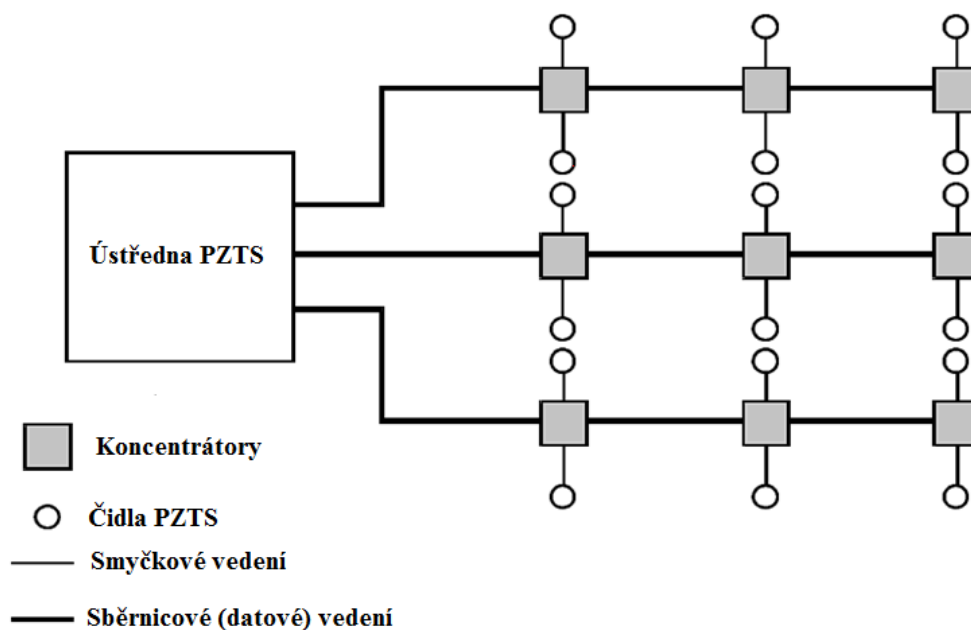 Ústředna PZTS
Koncentrátory
Čidla PZTS
Smyčkové vedení
Sběrnicové (datové) vedení